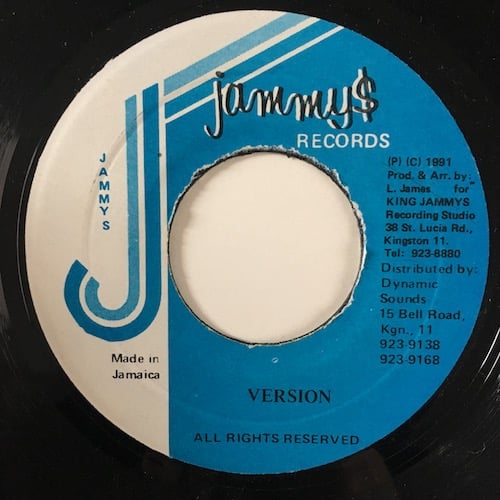 jammy$
RECORDS
JAMMYS
(P) (C) 1991
Prod. & Arr. by:
L. James for
KING JAMMYS
Recording Studio
38 St. Lucia Rd.,
Kingston 11.
Tel: 923-8880
Distributed by:
Dynamic
Sounds
15 Bell Road,
Kgn., 11
923-9138
923-9168
Made in
Jamaica
VERSION
ALL RIGHTS RESERVED